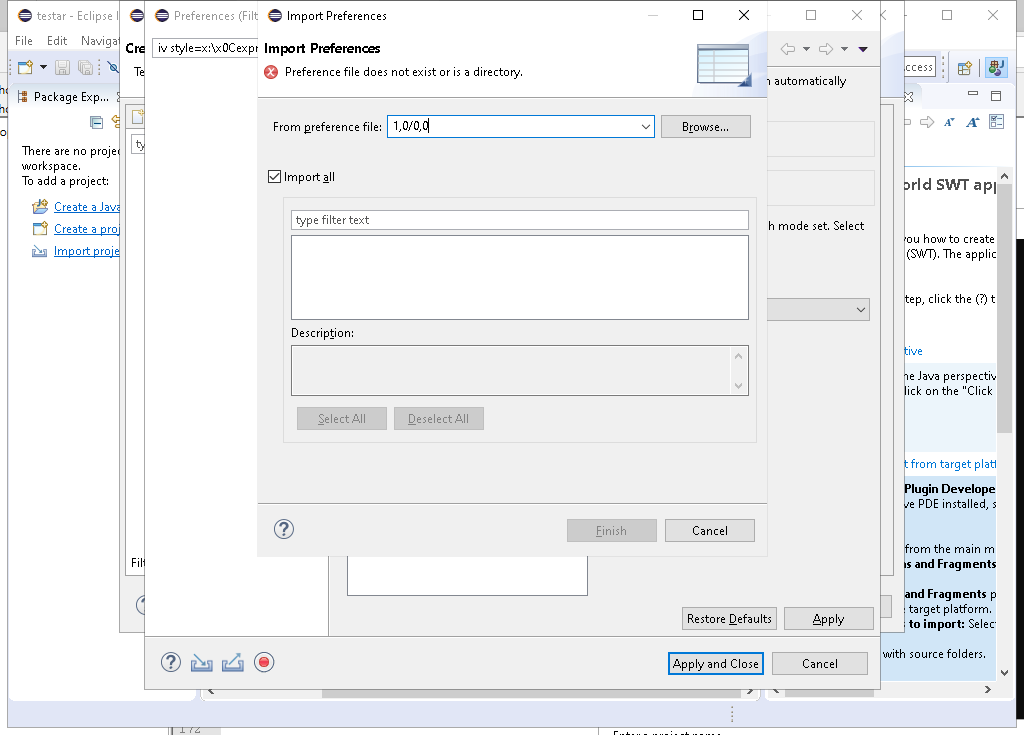 testar - Eclipse I
Preferences (Filt
Import Preferences
File Edit Navigat
Cre
iv style=x:\x0Cexpr
Import Preferences
Te
Preference file does not exist or is a directory.
automatically
ccess
Package Exp...
From preference file: 1,0/0,0 Browse...
There are no projec
workspace.
To add a project:
ty
Import all
orld SWT app
Create a Java
type filter text
h mode set. Select
Create a proj
you how to create
Import proje
(SWT). The applic
tep, click the (?) t
Description:
tive
he Java perspectiv
lick on the "Click
Select All Deselect All
t from target platf
Plugin Develope
ve PDE installed, s
Finish Cancel
from the main m
Filt
ns and Fragments
and Fragments p
target platform.
Restore Defaults Apply
s to import: Selec
with source folders.
Apply and Close Cancel
172
Enter a project name